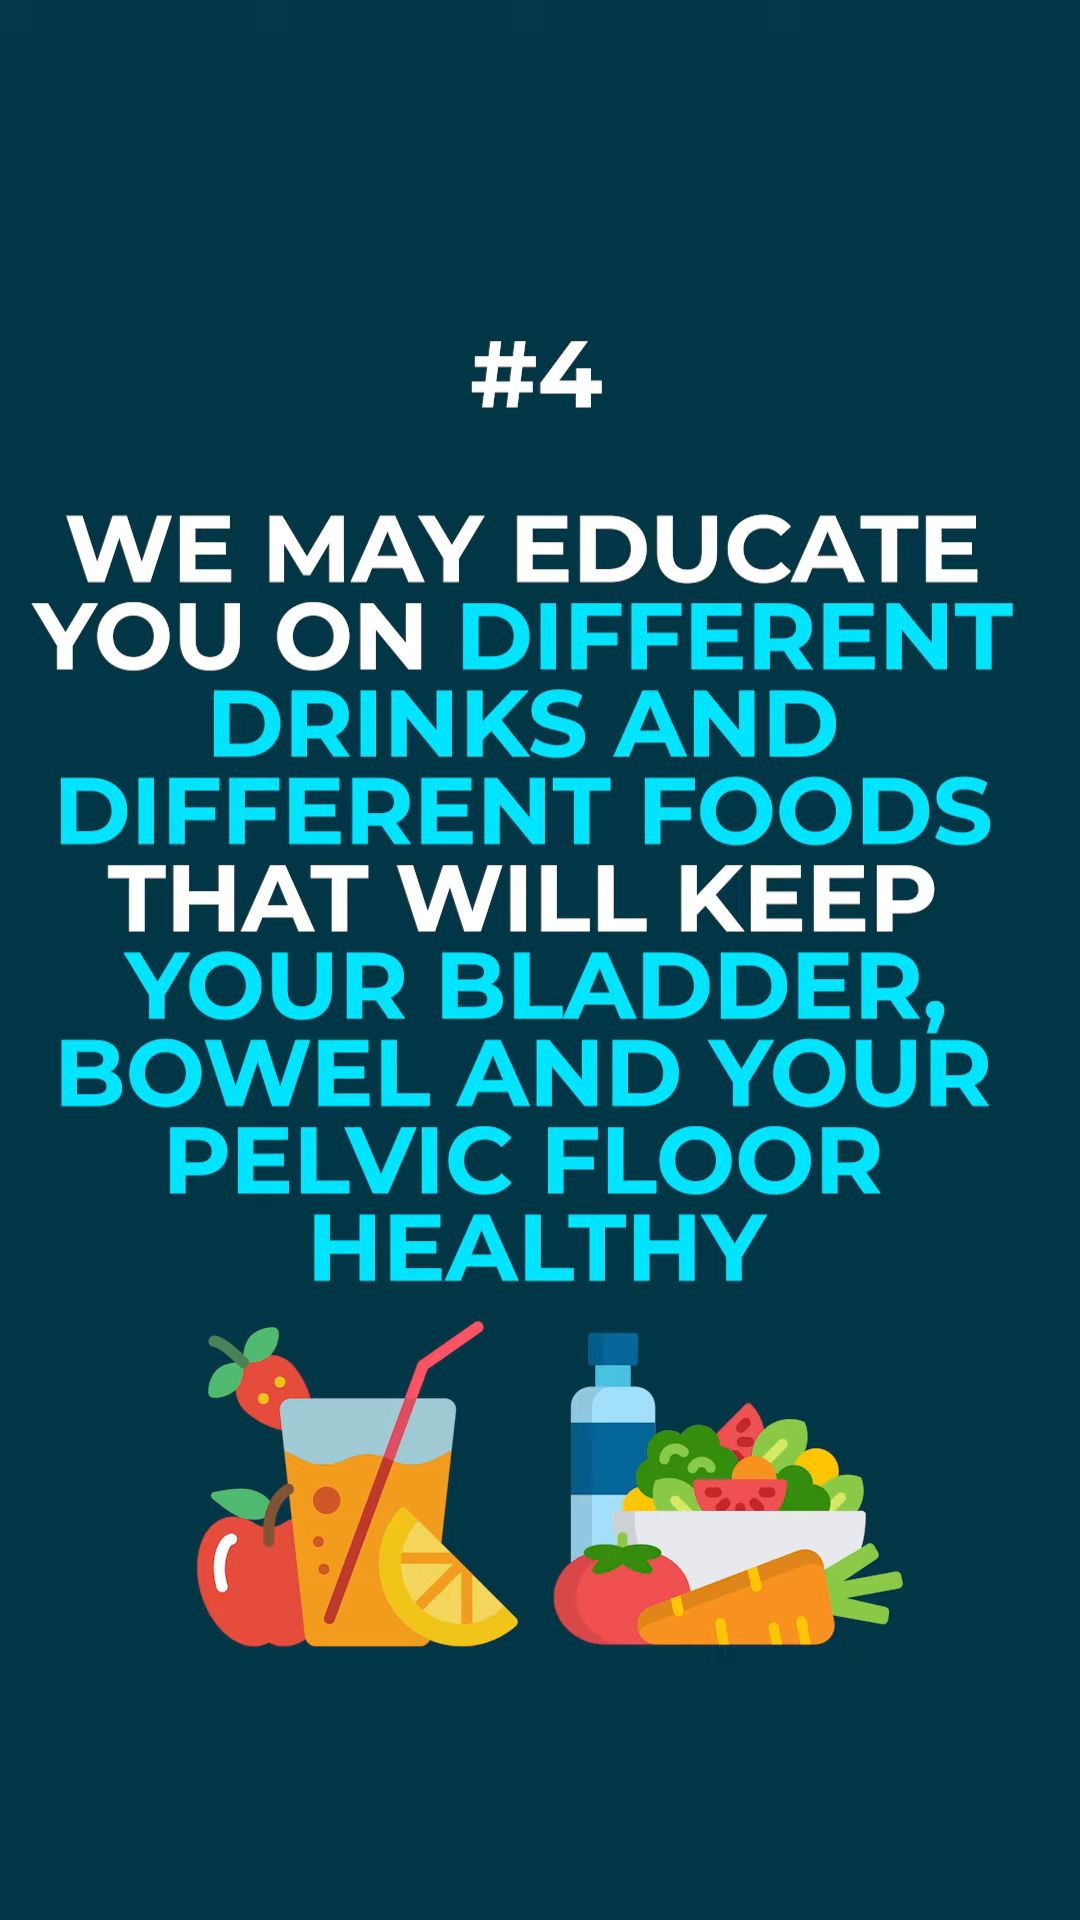 #4
WE MAY EDUCATE
YOU ON DIFFERENT
DRINKS AND
DIFFERENT FOODS
THAT WILL KEEP
YOUR BLADDER,
BOWEL AND YOUR
PELVIC FLOOR
HEALTHY